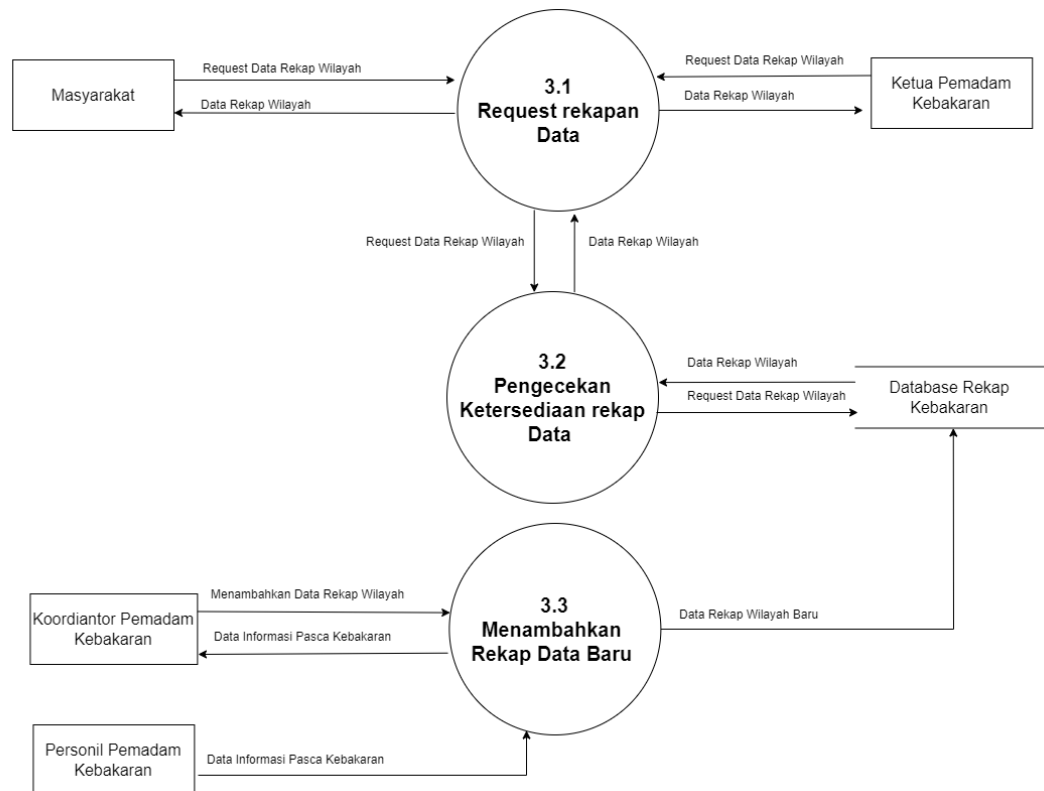 3.1
Request rekapan
Data
Request Data Rekap Wilayah
Masyarakat
Data Rekap Wilayah
Request Data Rekap Wilayah
Ketua Pemadam
Kebakaran
Data Rekap Wilayah
Request Data Rekap Wilayah
Data Rekap Wilayah
3.2
Pengecekan
Ketersediaan rekap
Data
Data Rekap Wilayah
Request Data Rekap Wilayah
Database Rekap
Kebakaran
3.3
Menambahkan
Rekap Data Baru
Menambahkan Data Rekap Wilayah
Koordiantor Pemadam
Kebakaran
Data Informasi Pasca Kebakaran
Data Rekap Wilayah Baru
Personil Pemadam
Kebakaran
Data Informasi Pasca Kebakaran